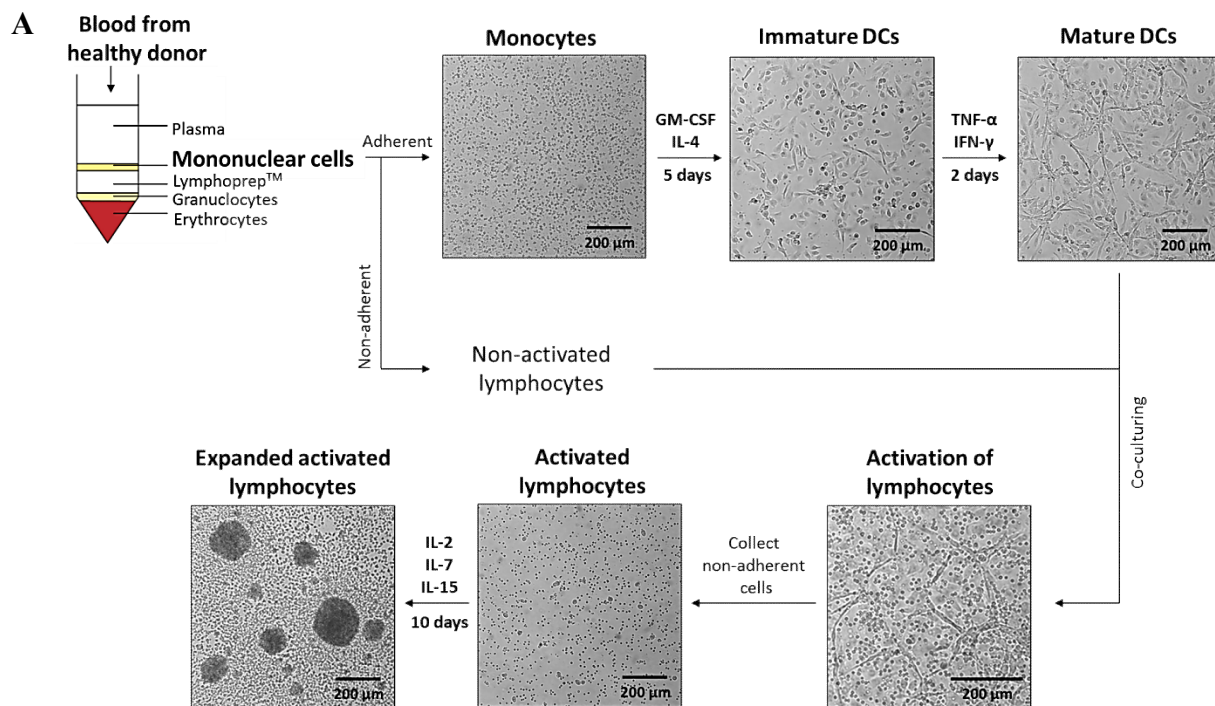 A
Blood from
healthy donor
Plasma
Mononuclear cells
Lymphoprep™
Granuclocytes
Erythrocytes
Adherent
Non-adherent
Monocytes
200 µm
GM-CSF
IL-4
5 days
Immature DCs
200 µm
TNF-α
IFN-γ
2 days
Mature DCs
200 µm
Non-activated
lymphocytes
Co-culturing
Expanded activated
lymphocytes
200 µm
IL-2
IL-7
IL-15
10 days
Activated
lymphocytes
200 µm
Collect
non-adherent
cells
Activation of
lymphocytes
200 µm